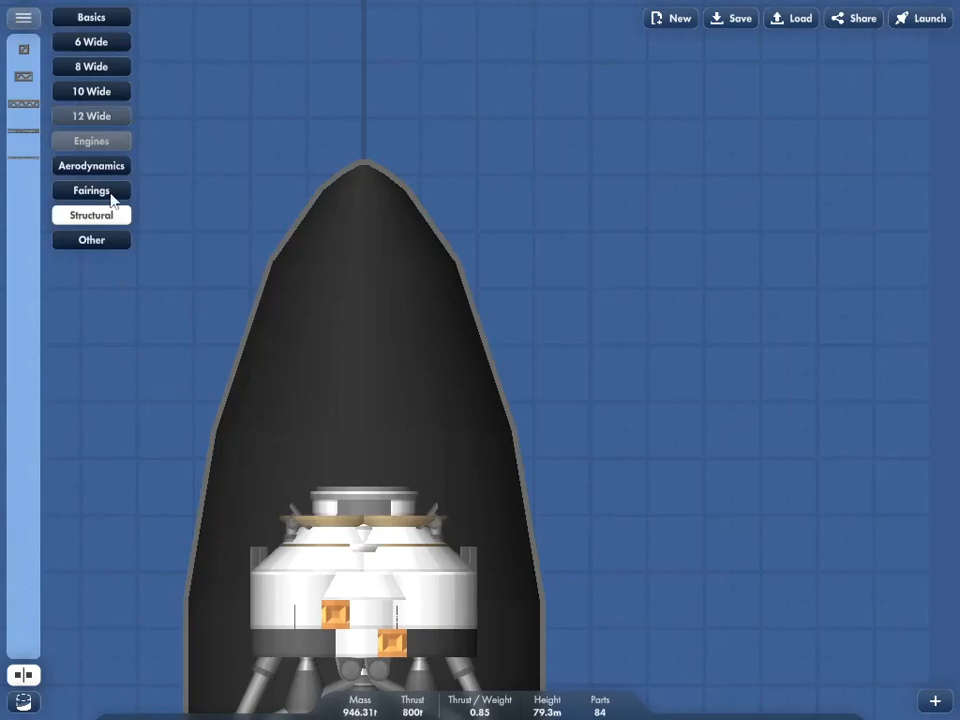 Basics
6 Wide
8 Wide
10 Wide
12 Wide
Engines
Aerodynamics
Fairings
Structural
Other
New
Save
Load
Share
Launch
Mass
946.31t
Thrust
800t
Thrust / Weight
0.85
Height
79.3m
Parts
84